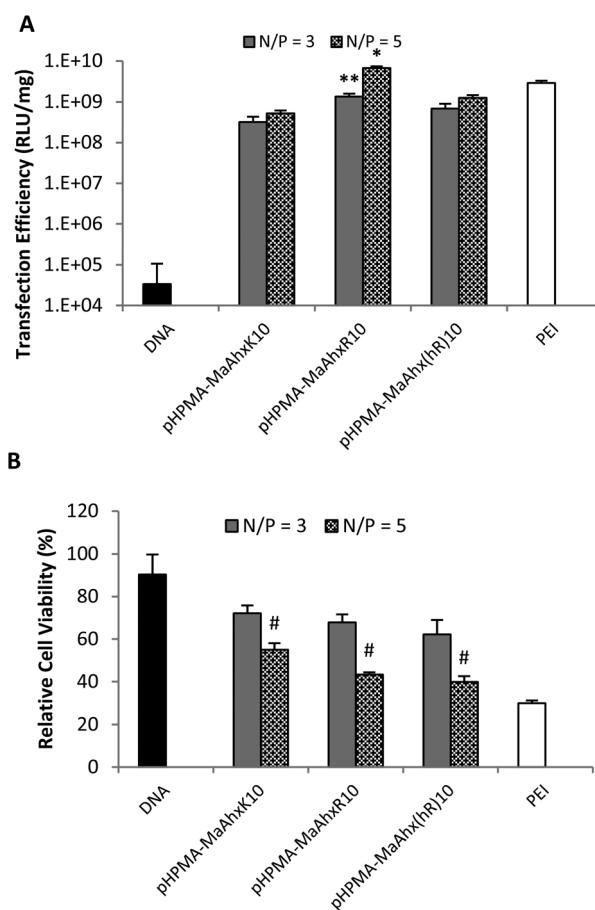 A
N/P = 3 N/P = 5
Transfection Efficiency (RLU/mg)
1.E+10
1.E+09
1.E+08
1.E+07
1.E+06
1.E+05
1.E+04
**
*
DNA
pHPMA-MaAhxK10
pHPMA-MaAhxR10
pHPMA-MaAhx(hR)10
PEI
B
N/P = 3 N/P = 5
Relative Cell Viability (%)
120
100
80
60
40
20
0
#
#
#
DNA
pHPMA-MaAhxK10
pHPMA-MaAhxR10
pHPMA-MaAhx(hR)10
PEI